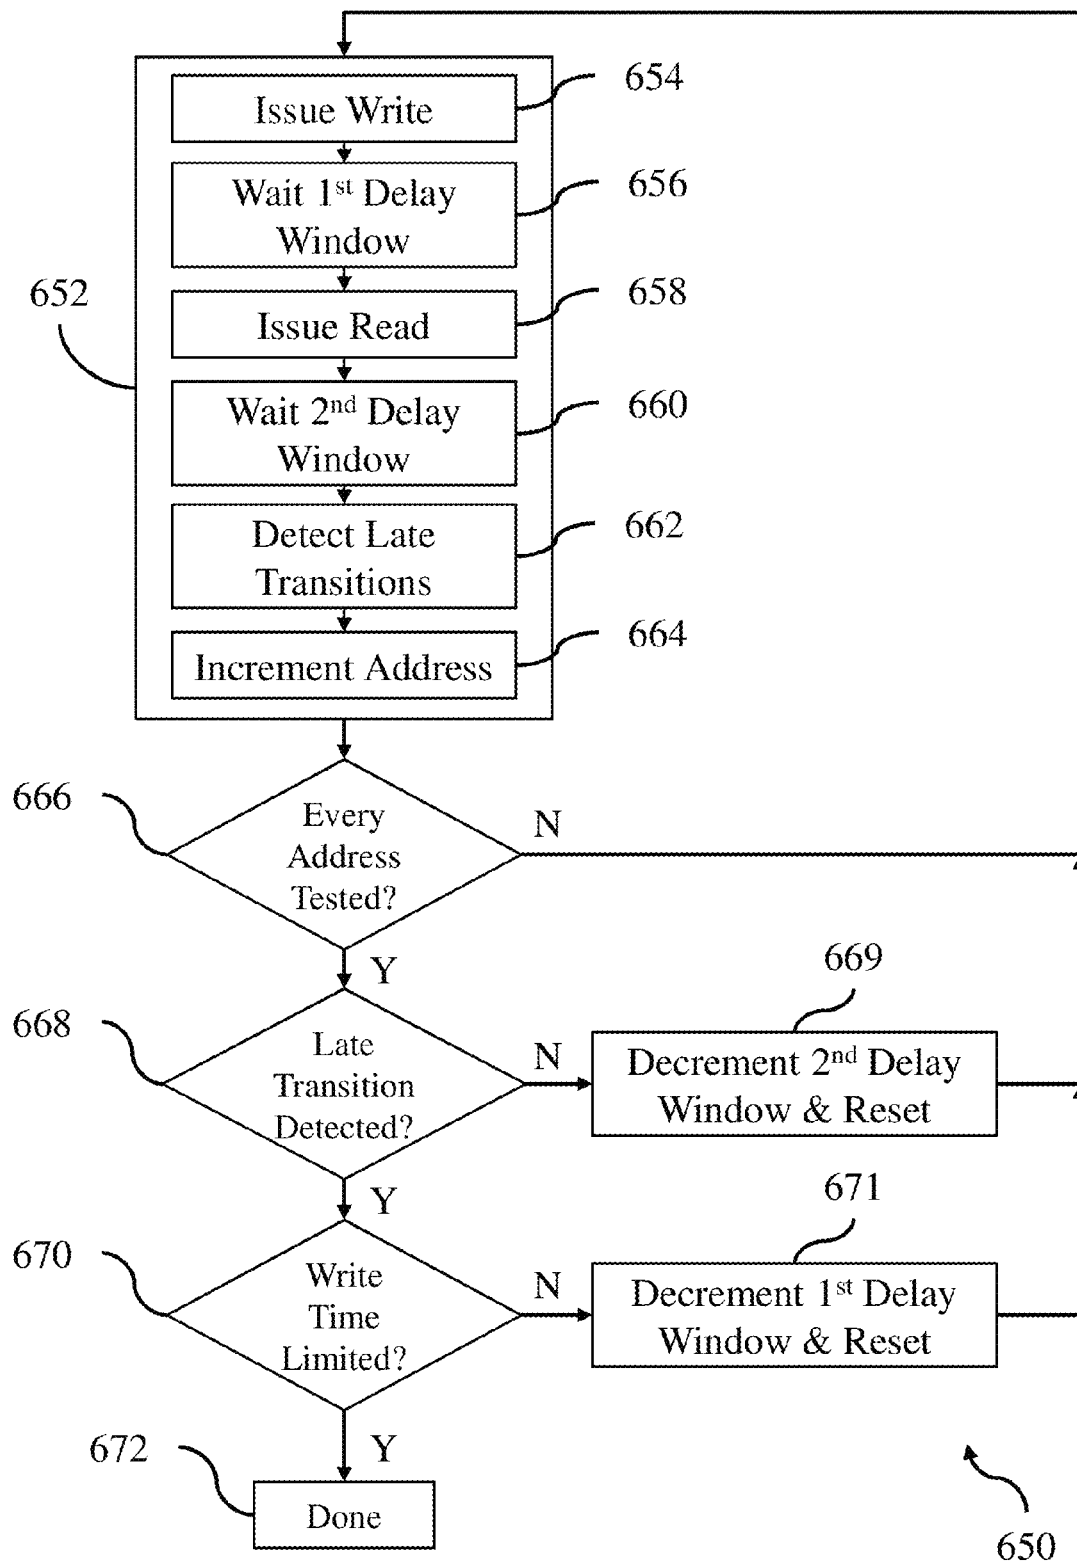 654
Issue Write
656
Wait 1st Delay
Window
652
658
Issue Read
660
Wait 2nd Delay
Window
662
Detect Late
Transitions
664
Increment Address
666
Every
Address
Tested?
N
Y
669
668
Late
Transition
Detected?
N
Decrement 2nd Delay
Window & Reset
Y
671
670
Write
Time
Limited?
N
Decrement 1st Delay
Window & Reset
Y
672
Done
650